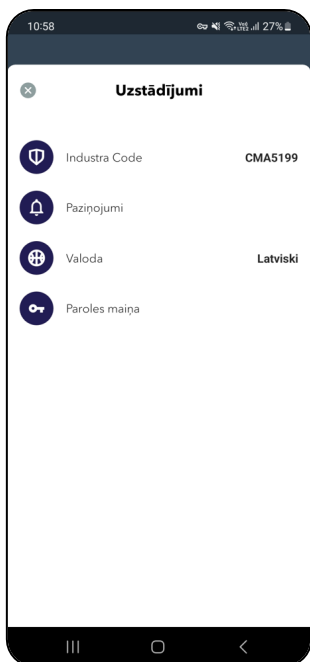 10:58
27%
Uzstādījumi
Industra Code CMA5199
Paziņojumi
Valoda Latviski
Paroles maiņa